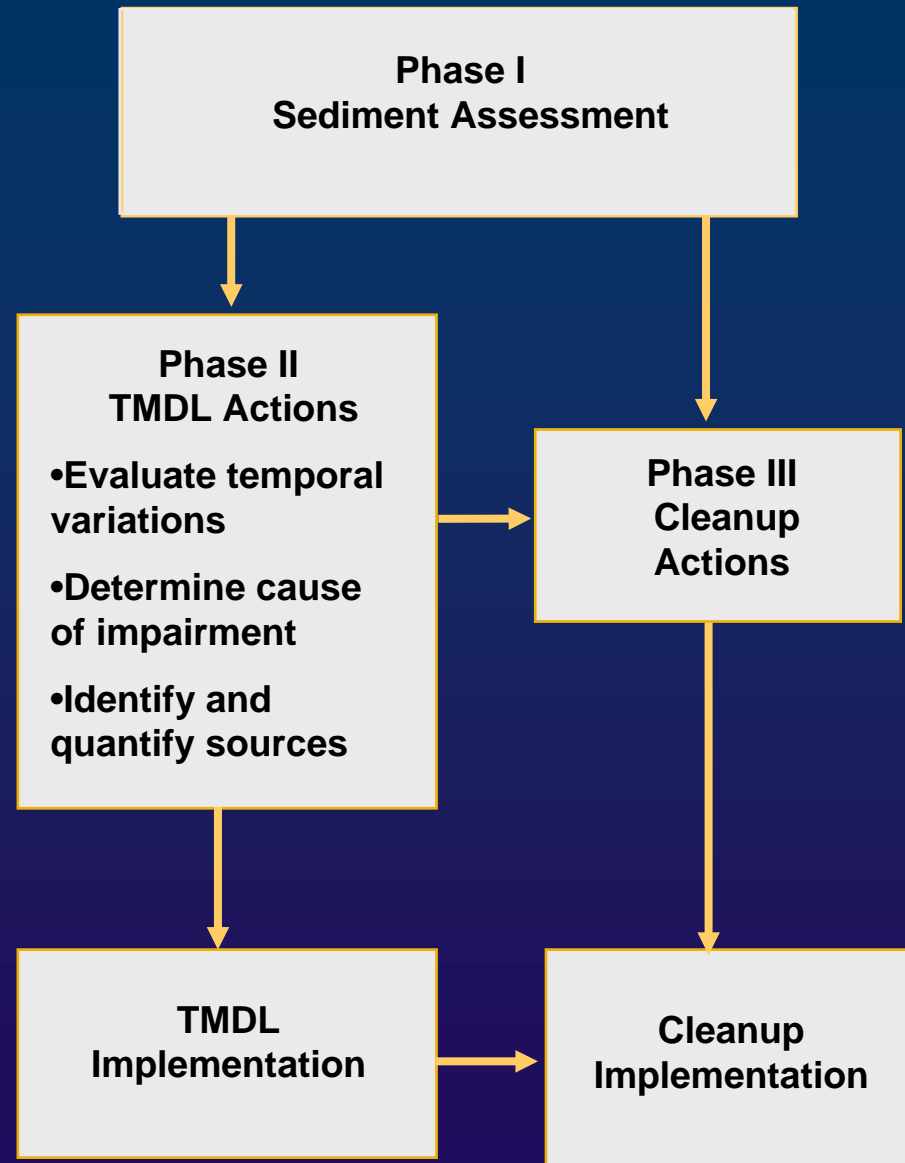 Phase I
Sediment Assessment
Phase II
TMDL Actions
•Evaluate temporal
variations
•Determine cause
of impairment
•Identify and
quantify sources
Phase III
Cleanup
Actions
TMDL
Implementation
Cleanup
Implementation